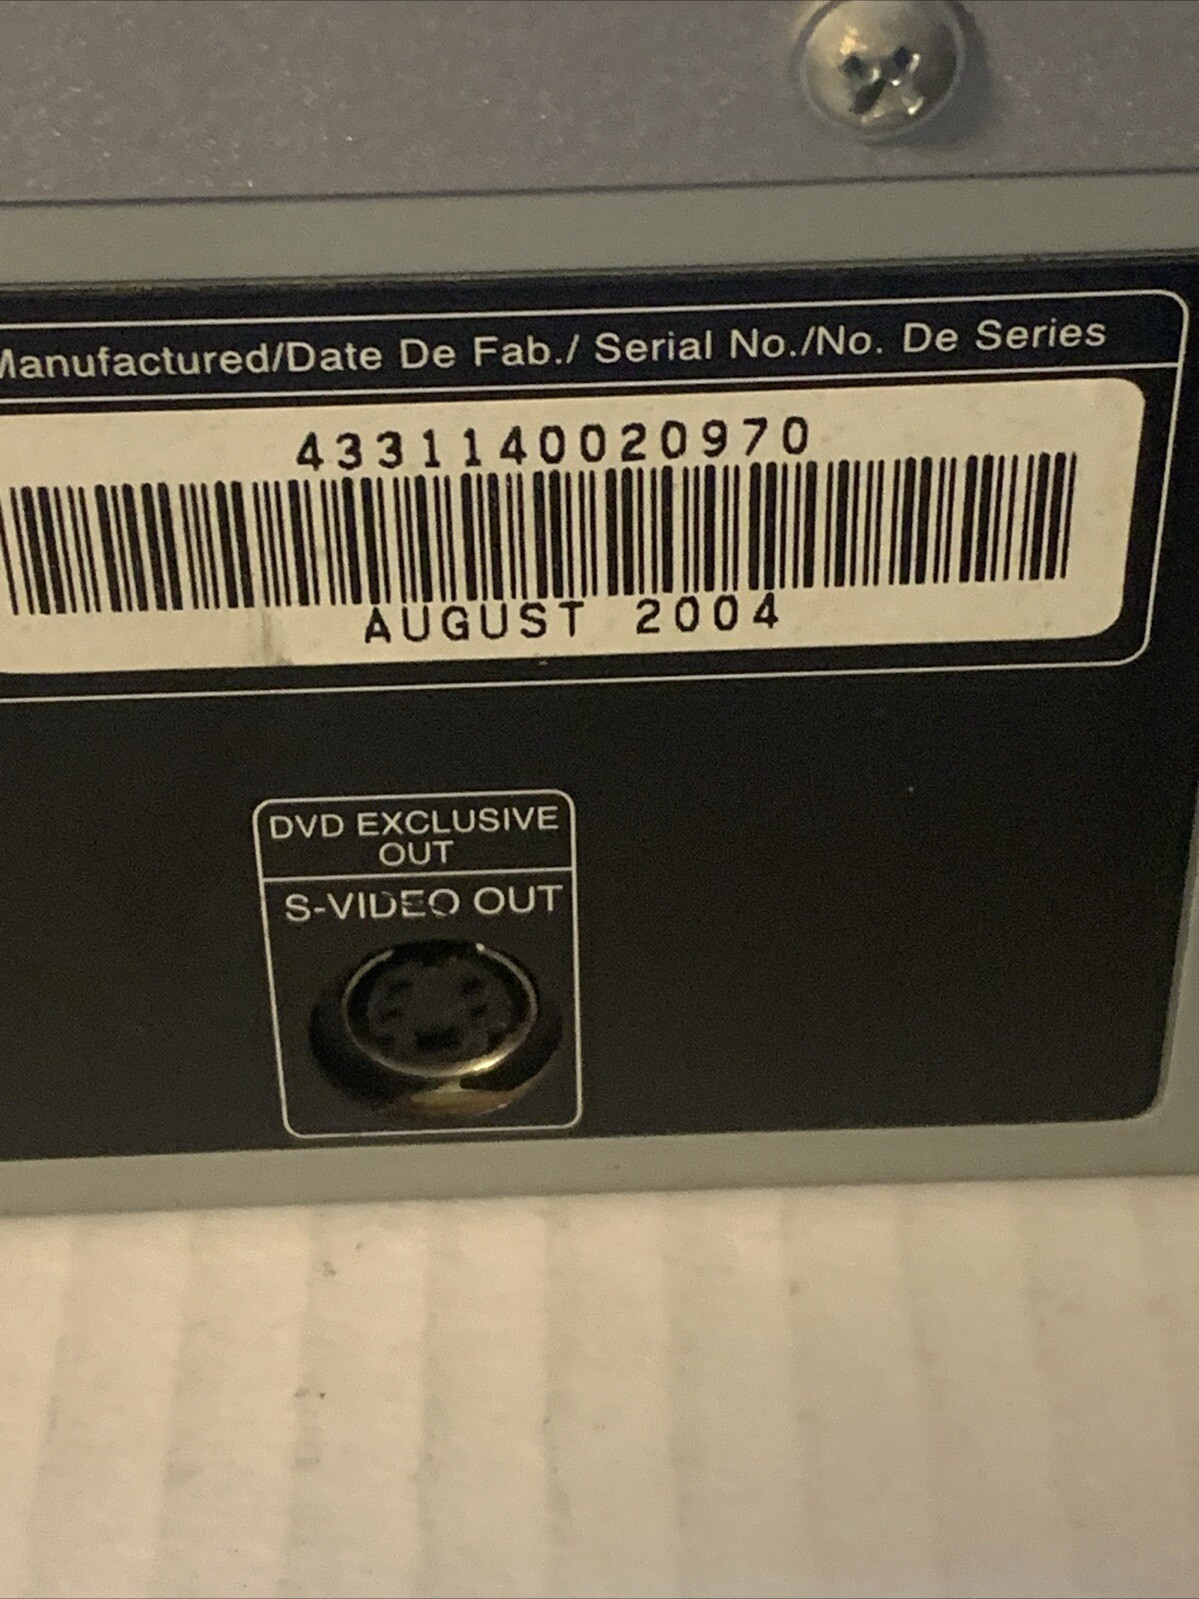 Manufactured/Date De Fab./ Serial No./No. De Series
4331140020970
AUGUST 2004
DVD EXCLUSIVE
OUT
S-VIDEO OUT